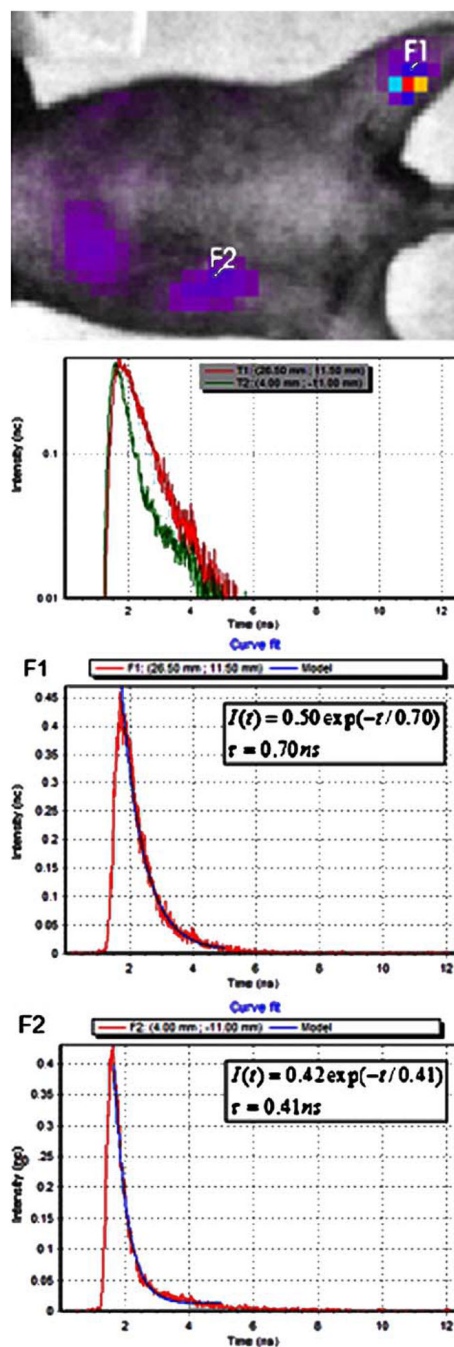 F1
F2
T1: (26.50 mm ; 11.50 mm)
T2: (4.00 mm ; -11.00 mm)
Intensity (nc)
0.1
0.01
2 4 6 8 10 12
Time (ns)
Curve fit
F1
F1: (26.50 mm ; 11.50 mm) Model
Intensity (nc)
0.45
0.4
0.35
0.3
0.25
0.2
0.15
0.1
0.05
0
I(t) = 0.50 exp(-t / 0.70)
τ = 0.70ns
2 4 6 8 10 12
Time (ns)
Curve fit
F2
F2: (4.00 mm ; -11.00 mm) Model
Intensity (nc)
0.4
0.35
0.3
0.25
0.2
0.15
0.1
0.05
0
I(t) = 0.42 exp(-t / 0.41)
τ = 0.41ns
2 4 6 8 10 12
Time (ns)